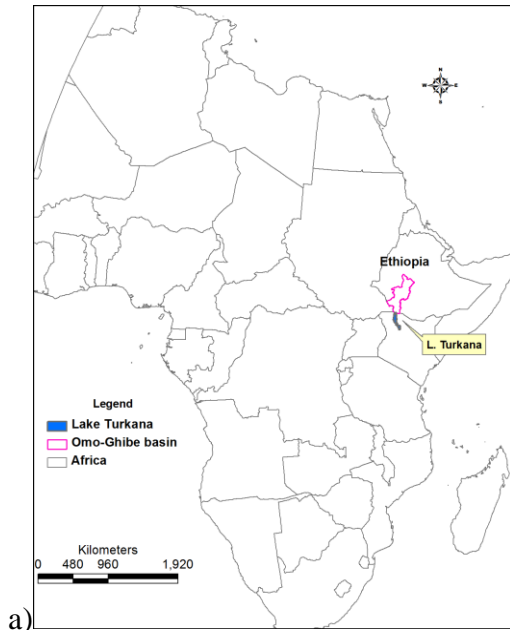 N
W E
S
Ethiopia
L. Turkana
Legend
Lake Turkana
Omo-Ghibe basin
Africa
Kilometers
0 480 960 1,920
a)